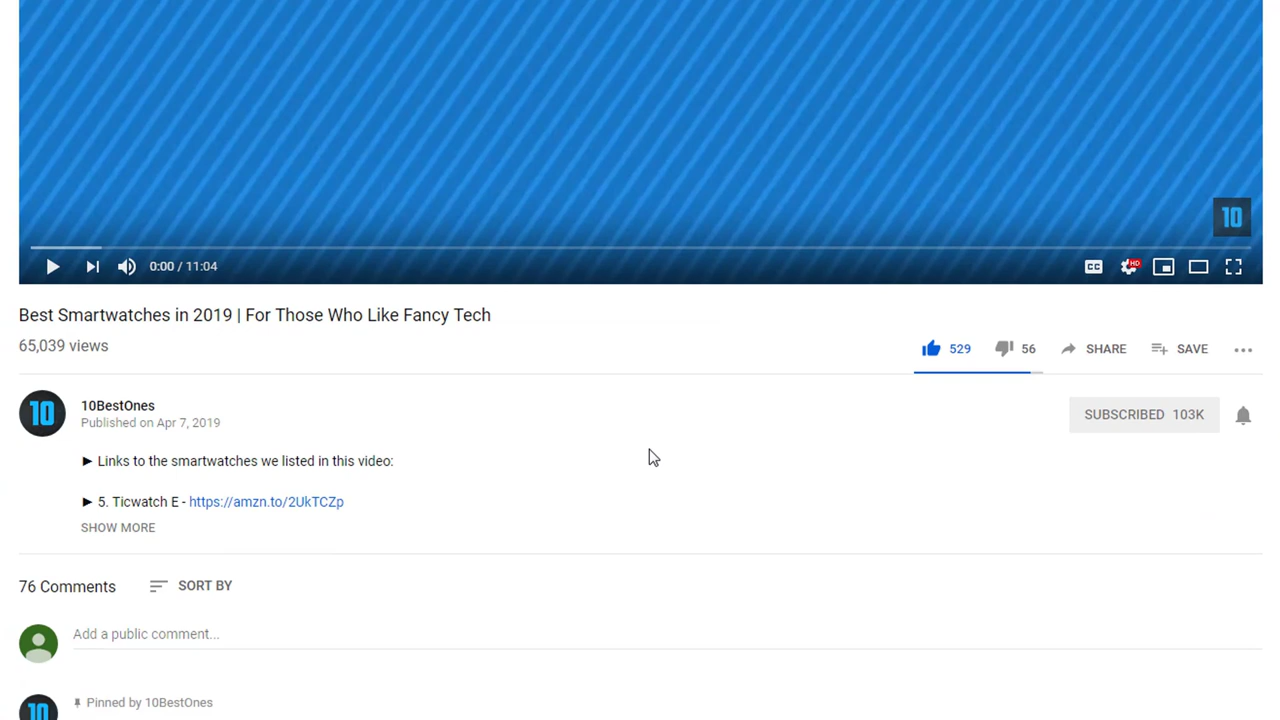 10
0:00 / 11:04
CC
HD
Best Smartwatches in 2019 | For Those Who Like Fancy Tech
65,039 views
529
56
SHARE
SAVE
10
10BestOnes
Published on Apr 7, 2019
SUBSCRIBED 103K
► Links to the smartwatches we listed in this video:
► 5. Ticwatch E - https://amzn.to/2UkTCZp
SHOW MORE
76 Comments
SORT BY
Add a public comment...
Pinned by 10BestOnes
10